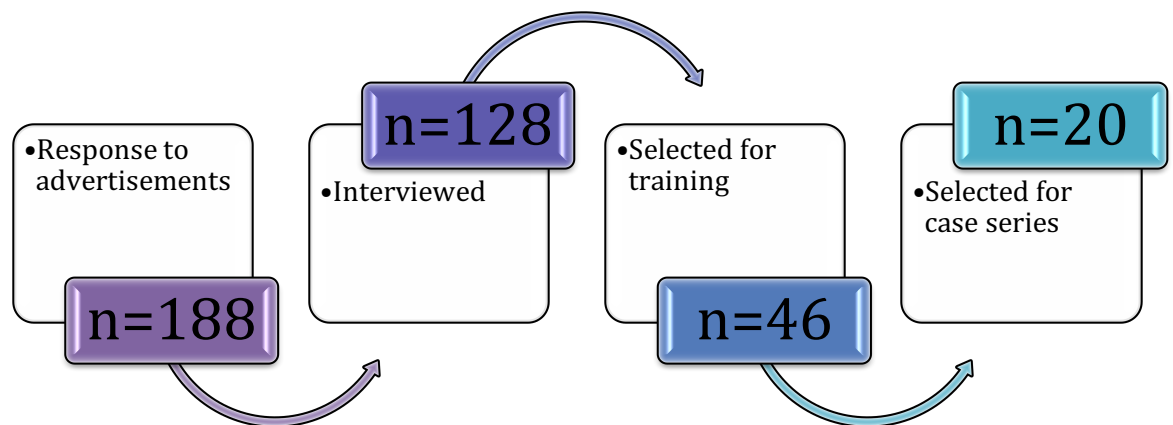 •Response to
advertisements
n=188
n=128
•Interviewed
•Selected for
training
n=46
n=20
•Selected for
case series